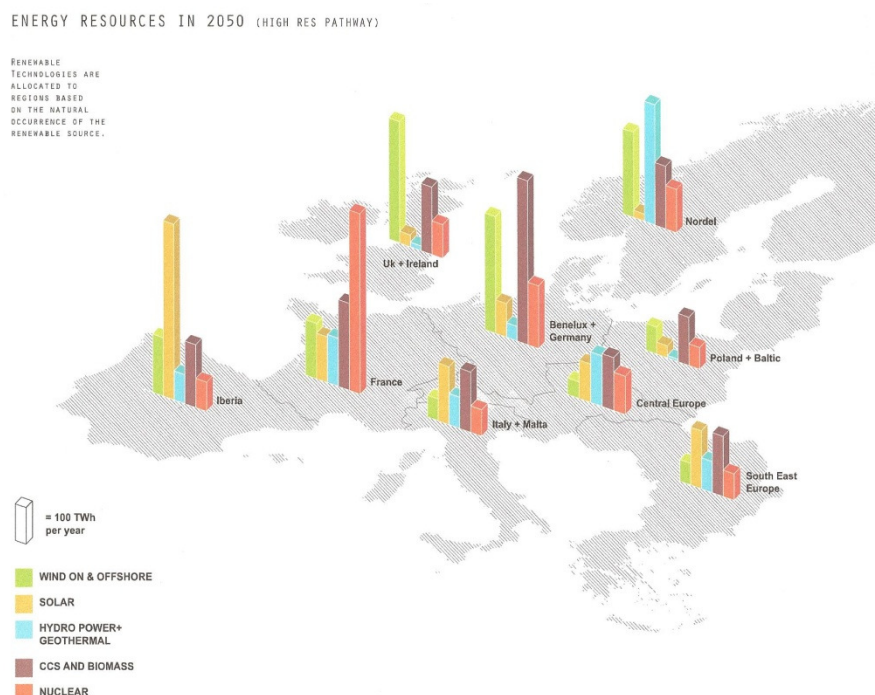 ENERGY RESOURCES IN 2050 (HIGH RES PATHWAY)
RENEWABLE
TECHNOLOGIES ARE
ALLOCATED TO
REGIONS BASED
ON THE NATURAL
OCCURRENCE OF THE
RENEWABLE SOURCE.
Nordel
Uk + Ireland
Benelux +
Germany
Poland + Baltic
France
Iberia
Central Europe
Italy + Malta
South East
Europe
= 100 TWh
per year
WIND ON & OFFSHORE
SOLAR
HYDRO POWER+
GEOTHERMAL
CCS AND BIOMASS
NUCLEAR